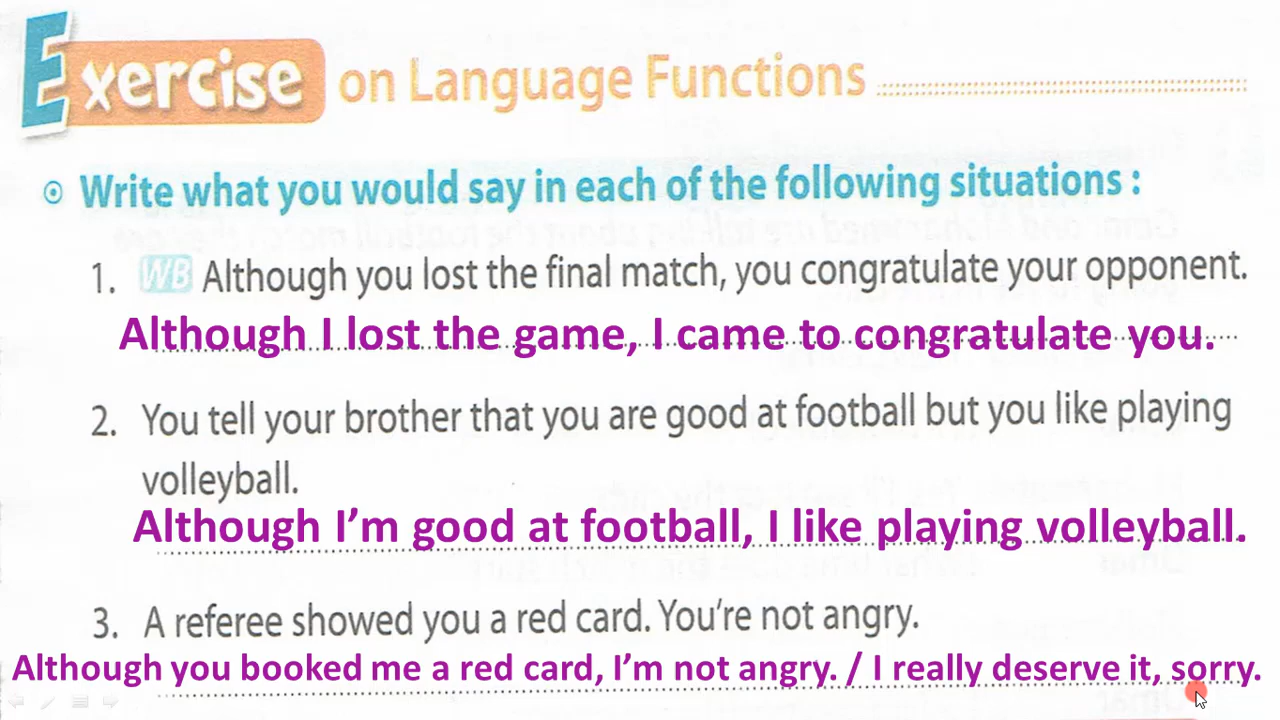 Exercise on Language Functions
Write what you would say in each of the following situations :
1. WB Although you lost the final match, you congratulate your opponent.
Although I lost the game, I came to congratulate you.
2. You tell your brother that you are good at football but you like playing
volleyball.
Although I’m good at football, I like playing volleyball.
3. A referee showed you a red card. You’re not angry.
Although you booked me a red card, I’m not angry. / I really deserve it, sorry.